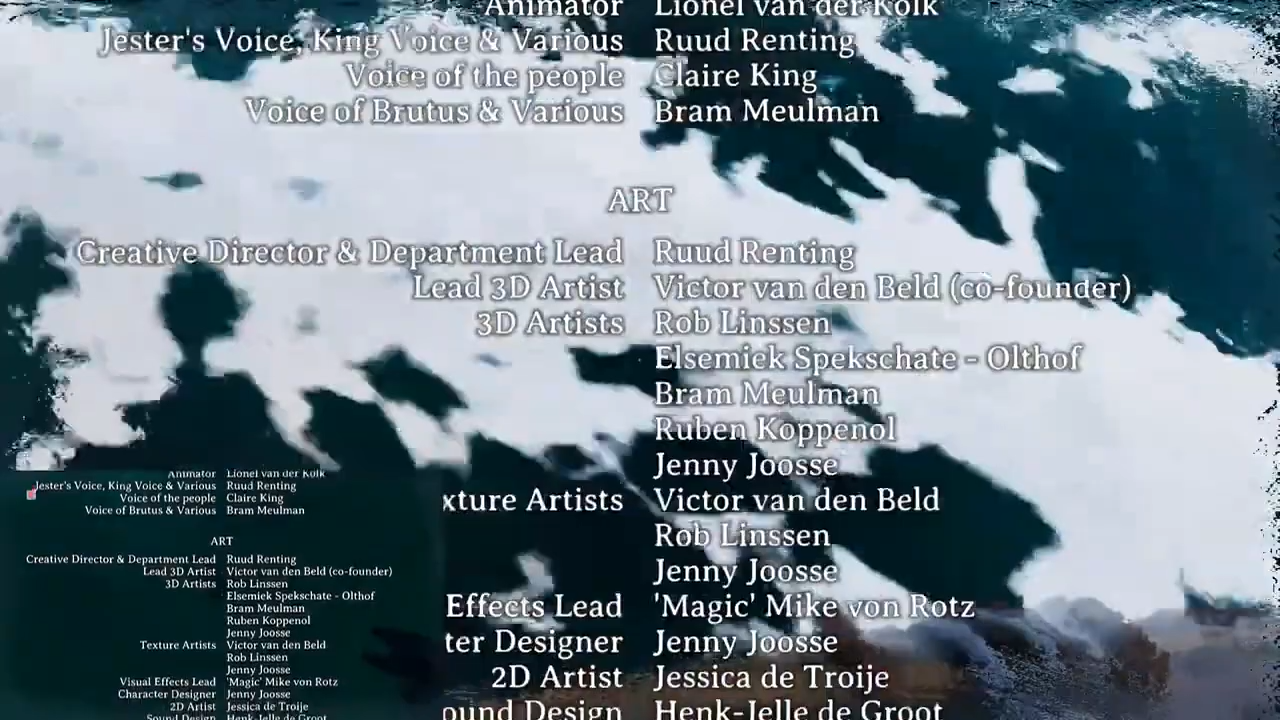 Animator Lionel van der Kolk
Jester's Voice, King Voice & Various Ruud Renting
Voice of the people Claire King
Voice of Brutus & Various Bram Meulman
ART
Creative Director & Department Lead Ruud Renting
Lead 3D Artist Victor van den Beld (co-founder)
3D Artists Rob Linssen
Elsemiek Spekschate - Olthof
Bram Meulman
Ruben Koppenol
Jenny Joosse
xture Artists Victor van den Beld
Rob Linssen
Jenny Joosse
Effects Lead 'Magic' Mike von Rotz
ter Designer Jenny Joosse
2D Artist Jessica de Troije
ound Design Henk-Jelle de Groot
Animator Lionel van der Kolk
Jester's Voice, King Voice & Various Ruud Renting
Voice of the people Claire King
Voice of Brutus & Various Bram Meulman
ART
Creative Director & Department Lead Ruud Renting
Lead 3D Artist Victor van den Beld (co-founder)
3D Artists Rob Linssen
Elsemiek Spekschate - Olthof
Bram Meulman
Ruben Koppenol
Jenny Joosse
Texture Artists Victor van den Beld
Rob Linssen
Jenny Joosse
Visual Effects Lead 'Magic' Mike von Rotz
Character Designer Jenny Joosse
2D Artist Jessica de Troije
Sound Design Henk-Jelle de Groot